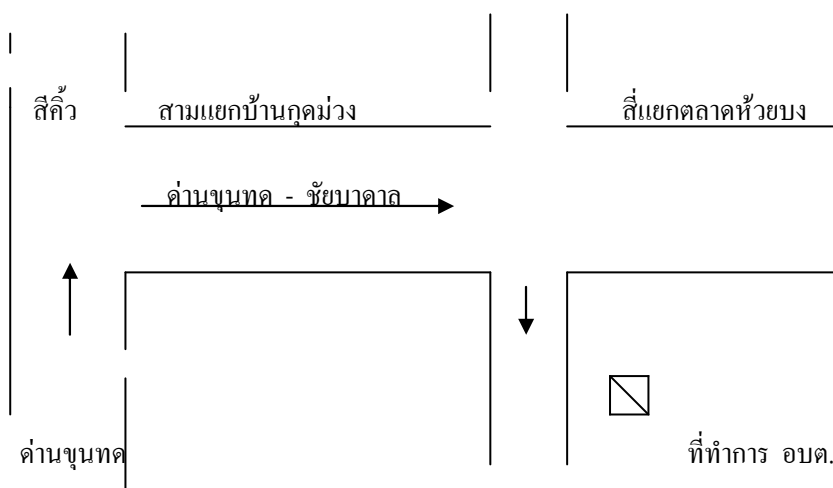 สีคิ้ว สามแยกบ้านกุดม่วง สี่แยกตลาดห้วยบง
ด่านขุนทด - ชัยบาดาล
ด่านขุนทด ที่ทำการ อบต.